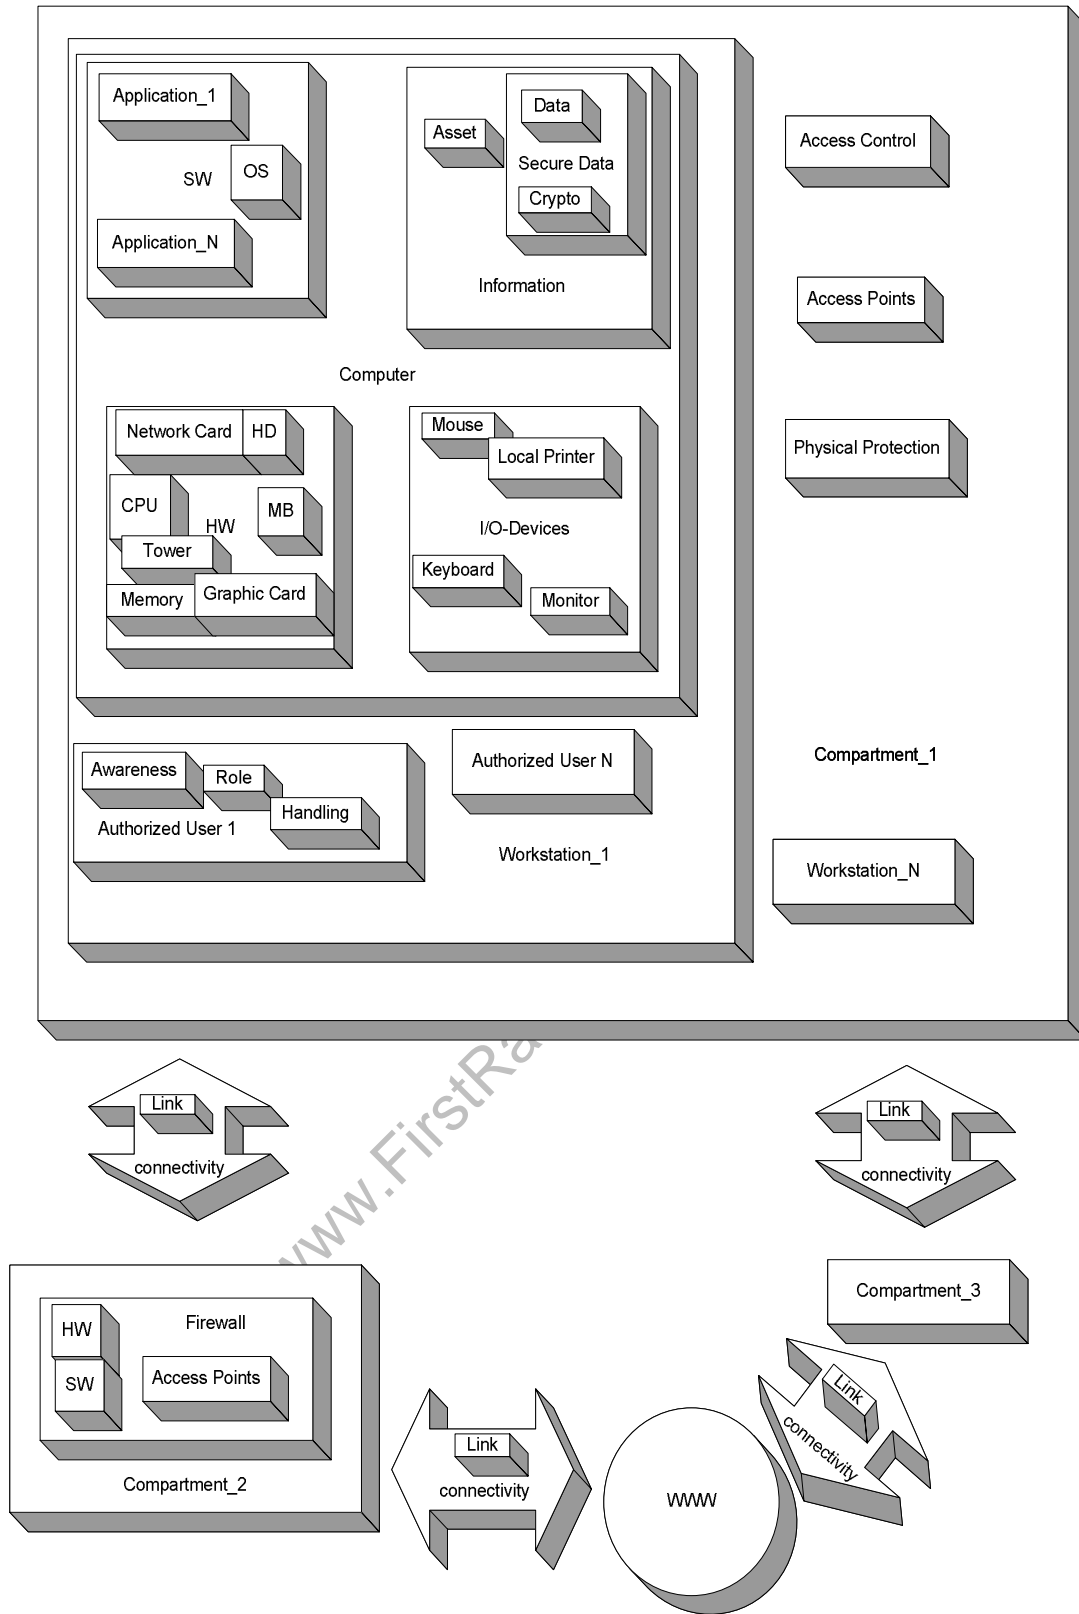 Application_1
SW
OS
Application_N
Asset
Data
Secure Data
Crypto
Information
Access Control
Access Points
Computer
Network Card
HD
CPU
HW
MB
Tower
Memory
Graphic Card
Mouse
Local Printer
I/O-Devices
Keyboard
Monitor
Physical Protection
Awareness
Role
Handling
Authorized User 1
Authorized User N
Workstation_1
Compartment_1
Workstation_N
Link
connectivity
Link
connectivity
www.FirstRa
HW
Firewall
SW
Access Points
Compartment_2
Link
connectivity
WWW
Compartment_3
Link
connectivity